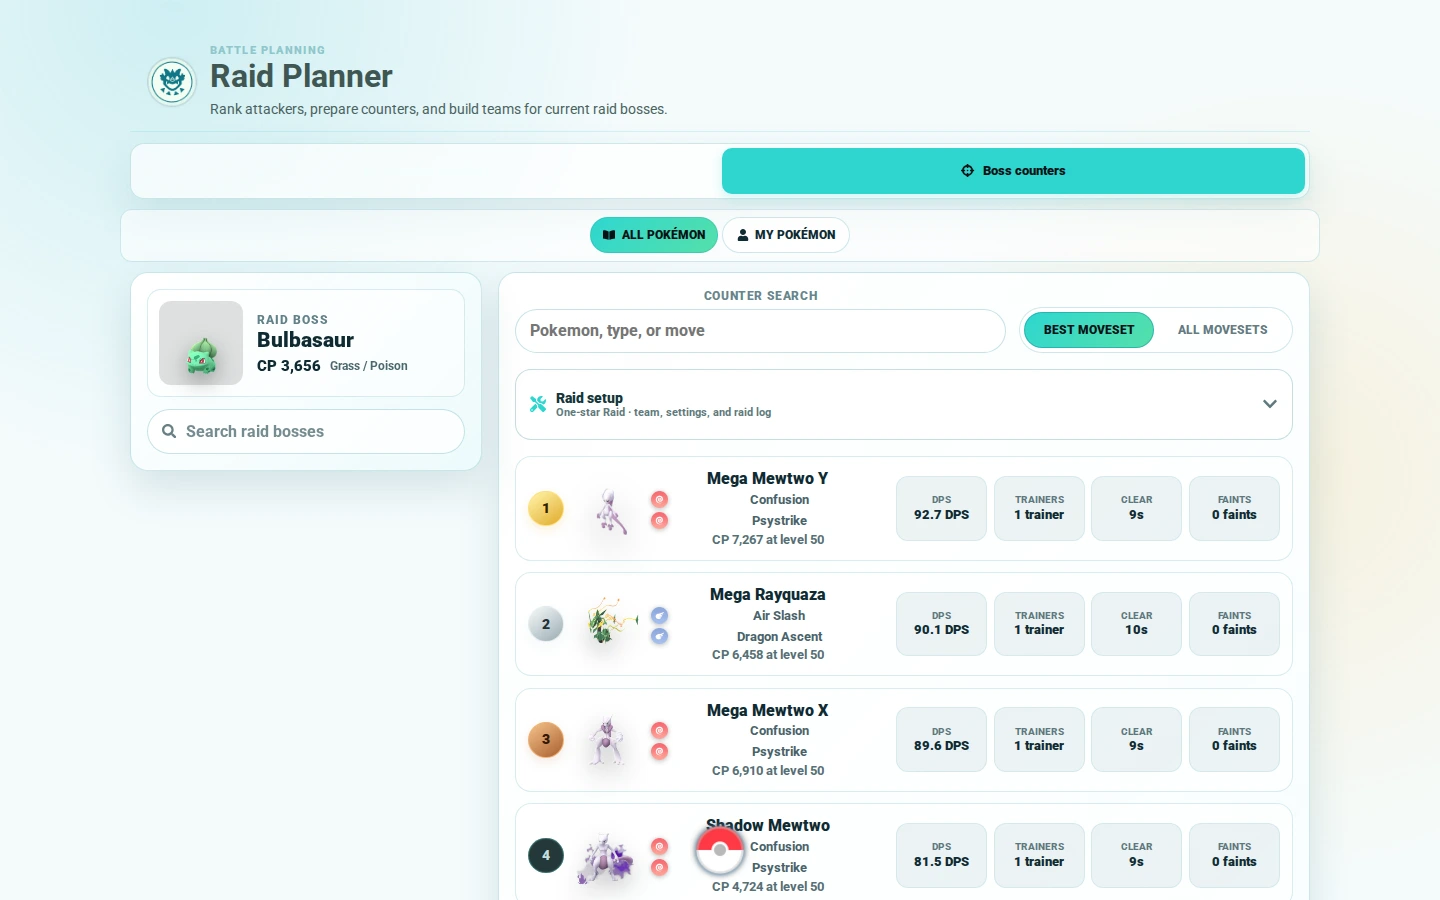 BATTLE PLANNING
Raid Planner
Rank attackers, prepare counters, and build teams for current raid bosses.
Boss counters
ALL POKÉMON
MY POKÉMON
RAID BOSS
Bulbasaur
CP 3,656 Grass / Poison
Search raid bosses
COUNTER SEARCH
Pokemon, type, or move
BEST MOVESET
ALL MOVESETS
Raid setup
One-star Raid · team, settings, and raid log
1
Mega Mewtwo Y
Confusion
Psystrike
CP 7,267 at level 50
DPS
92.7 DPS
TRAINERS
1 trainer
CLEAR
9s
FAINTS
0 faints
2
Mega Rayquaza
Air Slash
Dragon Ascent
CP 6,458 at level 50
DPS
90.1 DPS
TRAINERS
1 trainer
CLEAR
10s
FAINTS
0 faints
3
Mega Mewtwo X
Confusion
Psystrike
CP 6,910 at level 50
DPS
89.6 DPS
TRAINERS
1 trainer
CLEAR
9s
FAINTS
0 faints
4
Shadow Mewtwo
Confusion
Psystrike
CP 4,724 at level 50
DPS
81.5 DPS
TRAINERS
1 trainer
CLEAR
9s
FAINTS
0 faints